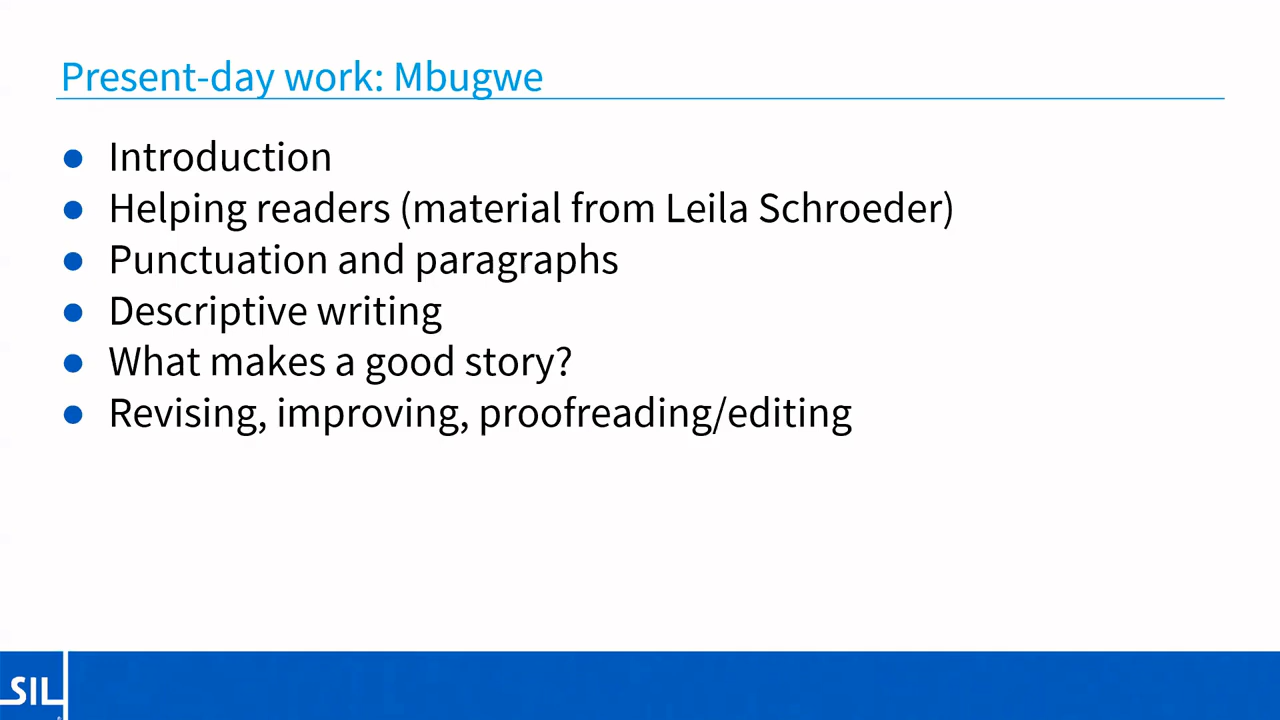 Present-day work: Mbugwe
● Introduction
● Helping readers (material from Leila Schroeder)
● Punctuation and paragraphs
● Descriptive writing
● What makes a good story?
● Revising, improving, proofreading/editing
SIL